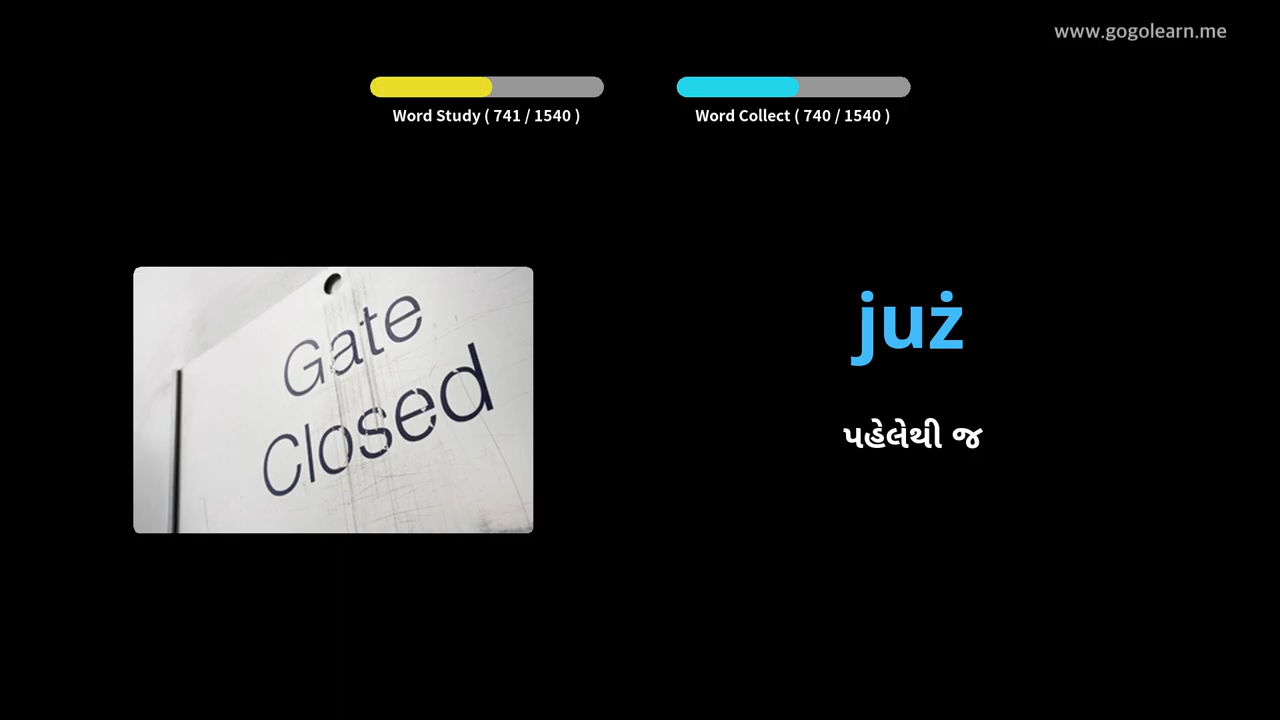 www.gogolearn.me
Word Study ( 741 / 1540 )
Word Collect ( 740 / 1540 )
Gate
Closed
już
પહેલેથી જ